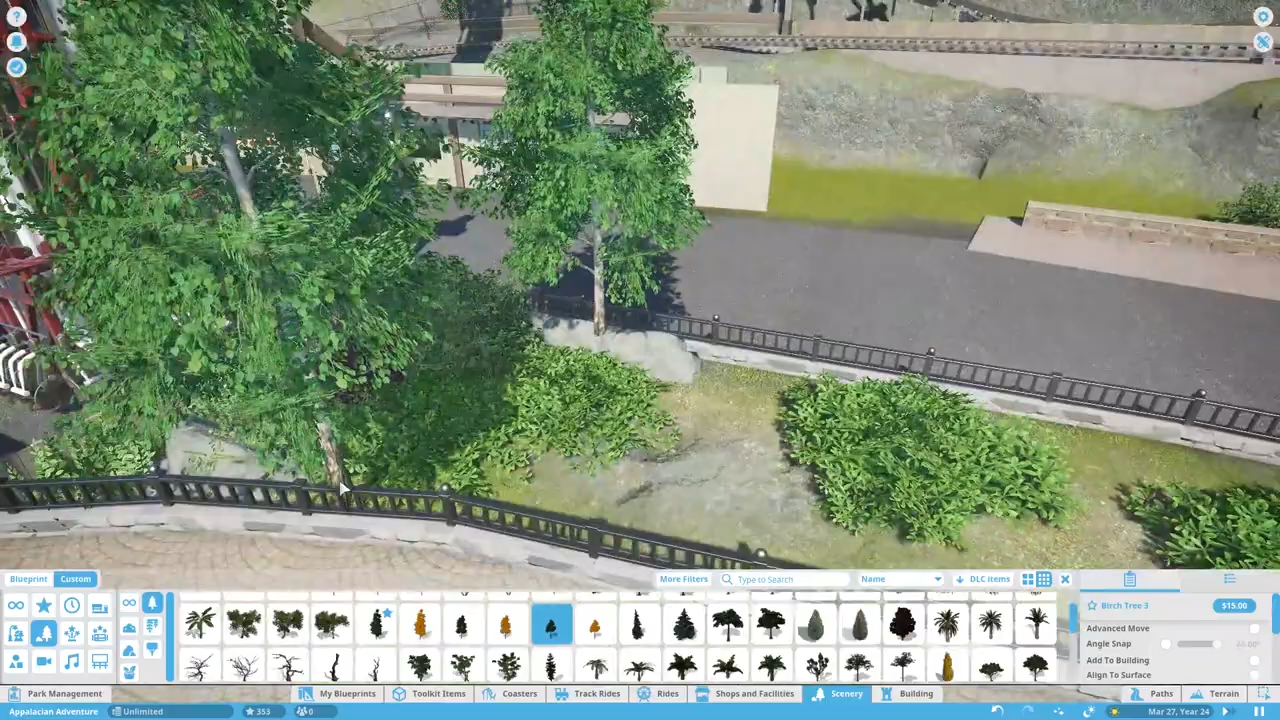 Blueprint Custom More Filters Type to Search Name DLC items
Birch Tree 3 $15.00
Advanced Move
Angle Snap
Add To Building
Align To Surface
Park Management My Blueprints Toolkit Items Coasters Track Rides Rides Shops and Facilities Scenery Building Paths Terrain
Appalacian Adventure Unlimited 353 0 Mar 27, Year 24